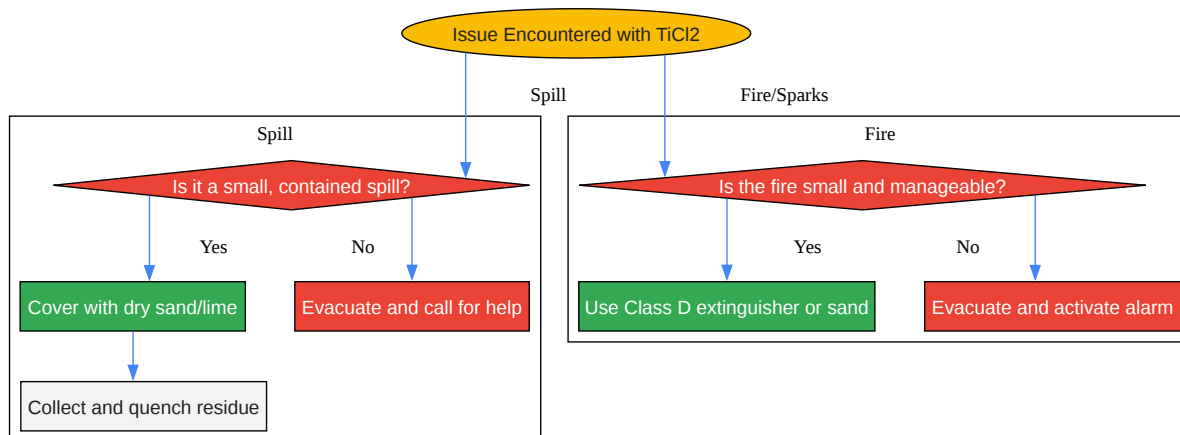 Issue Encountered with TiCl2
Spill
Fire/Sparks
Spill
Is it a small, contained spill?
Yes
No
Cover with dry sand/lime
Evacuate and call for help
Collect and quench residue
Fire
Is the fire small and manageable?
Yes
No
Use Class D extinguisher or sand
Evacuate and activate alarm